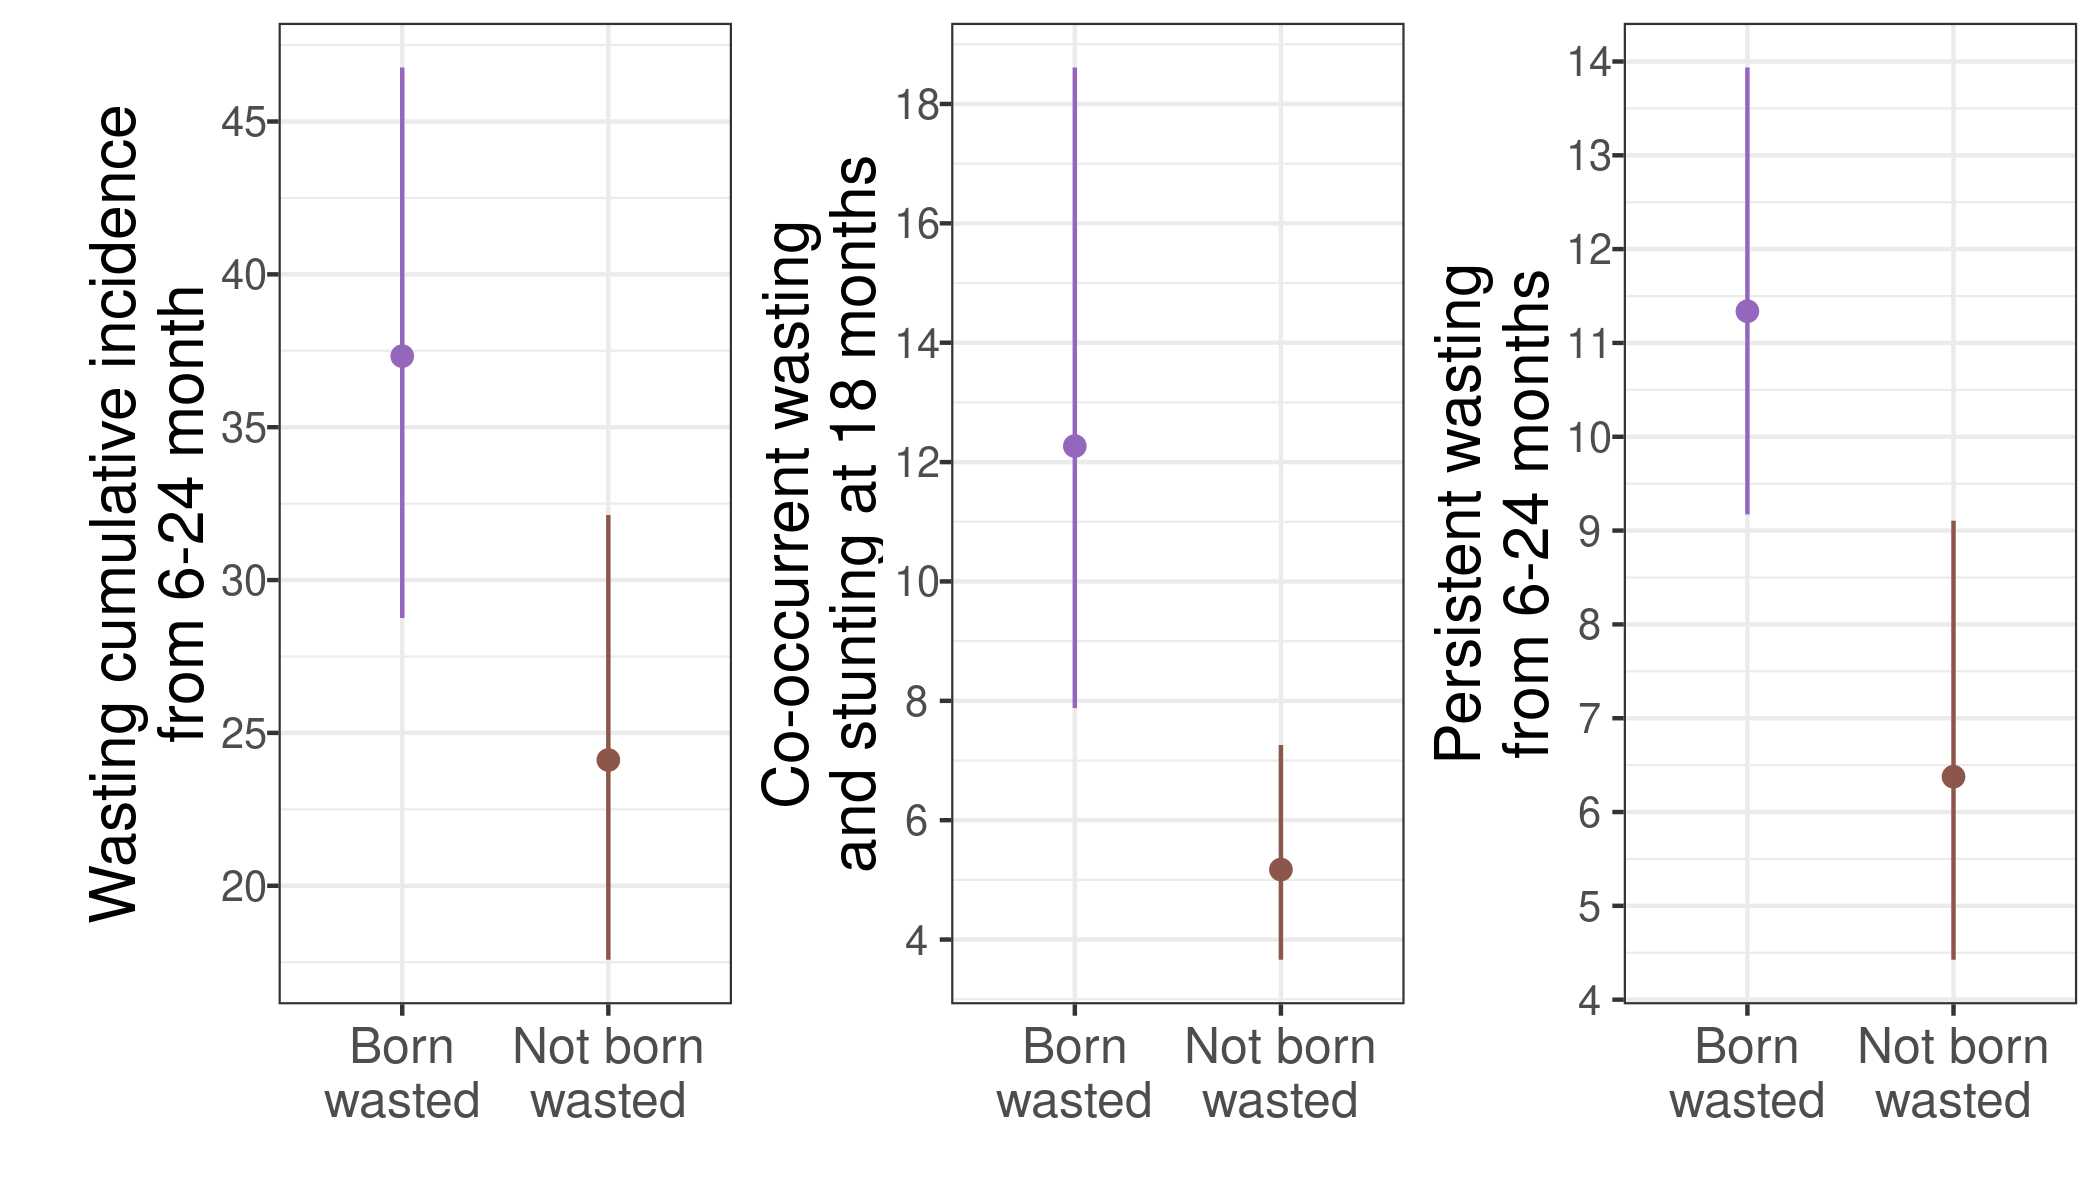 Wasting cumulative incidence
from 6-24 month
45
40
35
30
25
20
Born
wasted
Not born
wasted
Co-occurrent wasting
and stunting at 18 months
18
16
14
12
10
8
6
4
Born
wasted
Not born
wasted
Persistent wasting
from 6-24 months
14
13
12
11
10
9
8
7
6
5
4
Born
wasted
Not born
wasted